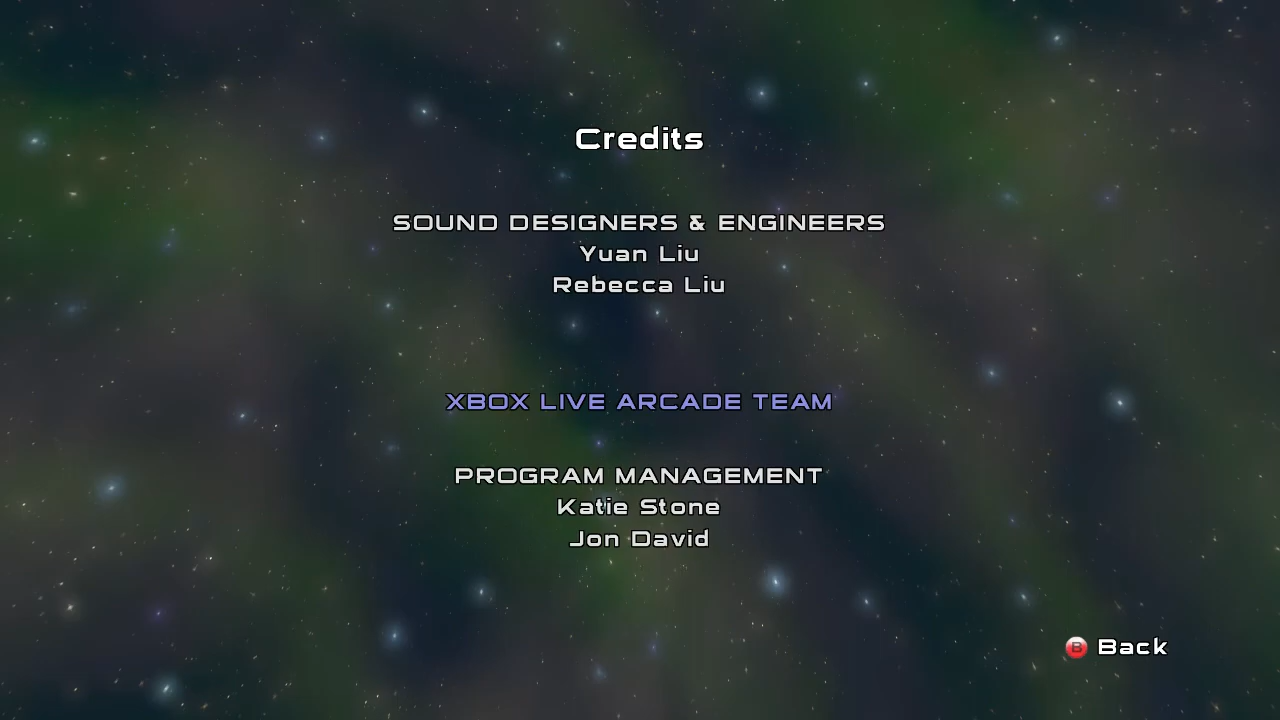 Credits
SOUND DESIGNERS & ENGINEERS
Yuan Liu
Rebecca Liu
XBOX LIVE ARCADE TEAM
PROGRAM MANAGEMENT
Katie Stone
Jon David
B Back